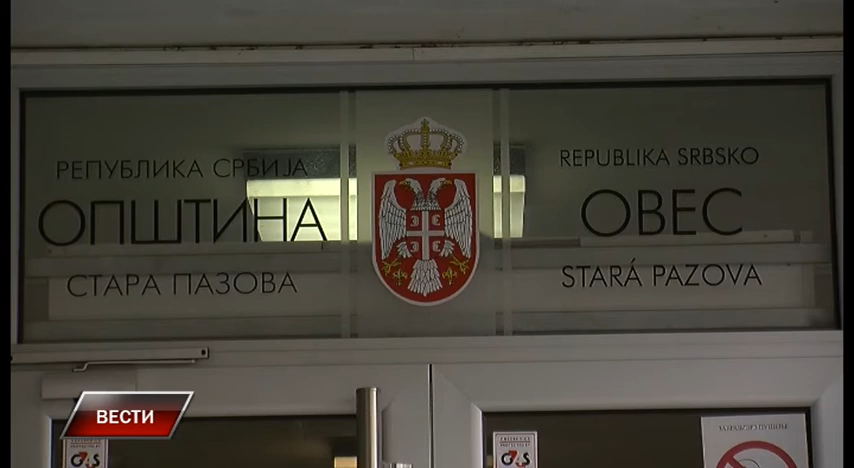 РЕПУБЛИКА СРБИЈА
ОПШТИНА
СТАРА ПАЗОВА
REPUBLIKA SRBSKO
OBEC
STARÁ PAZOVA
ВЕСТИ
G4S
G4S